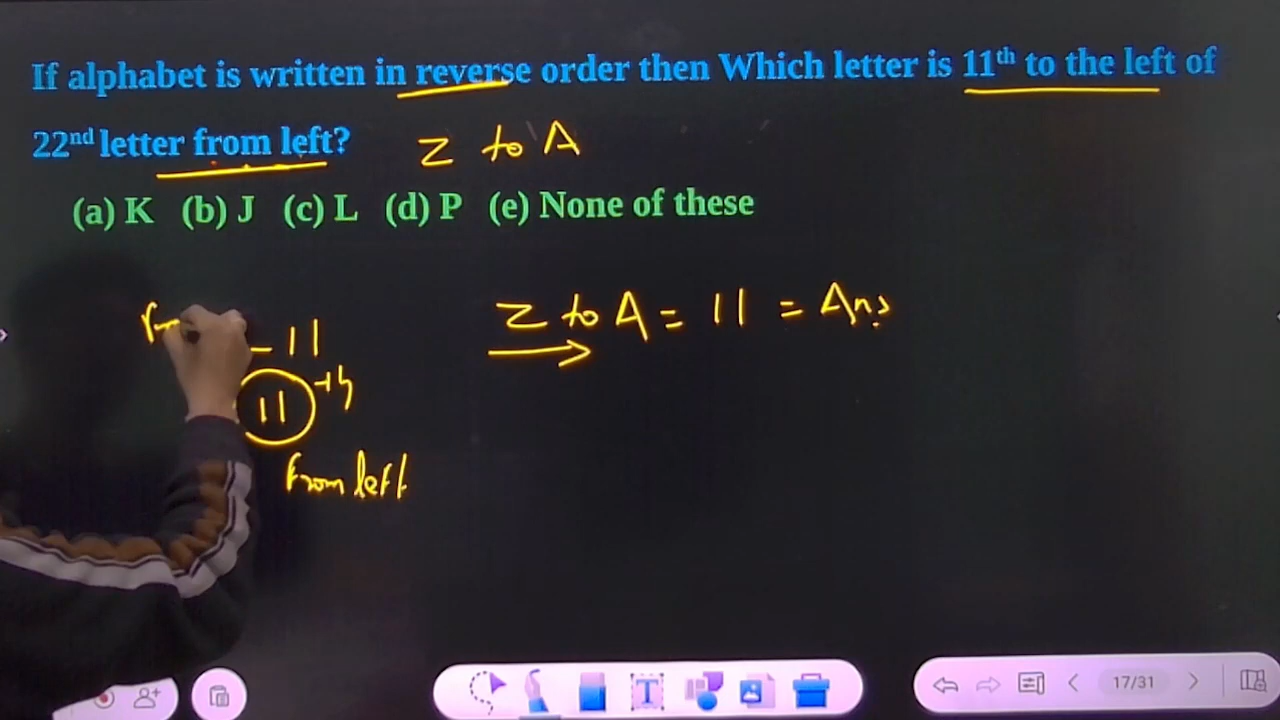 If alphabet is written in reverse order then Which letter is 11th to the left of
22nd letter from left?
Z to A
(a) K (b) J (c) L (d) P (e) None of these
- 11
Z to A = 11 = Ans
11 th
From left
17/31